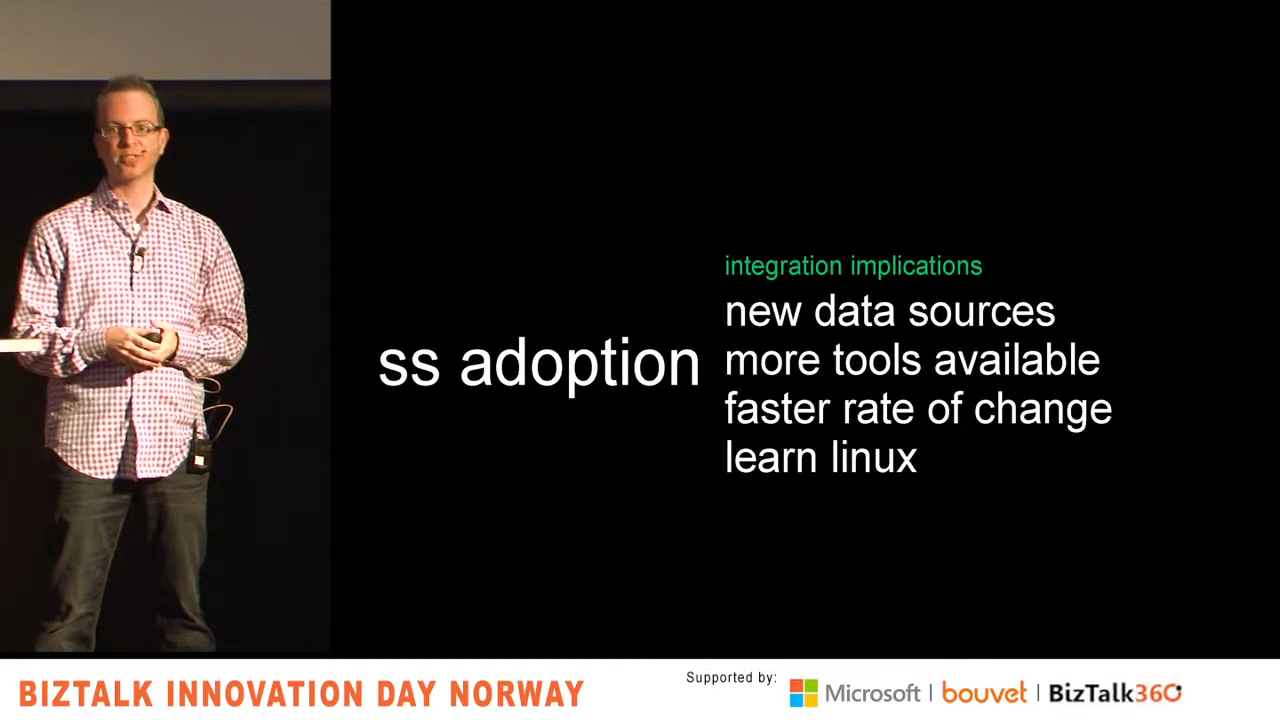 integration implications
new data sources
ss adoption
more tools available
faster rate of change
learn linux
BIZTALK INNOVATION DAY NORWAY
Supported by:
Microsoft
bouvet
BizTalk360